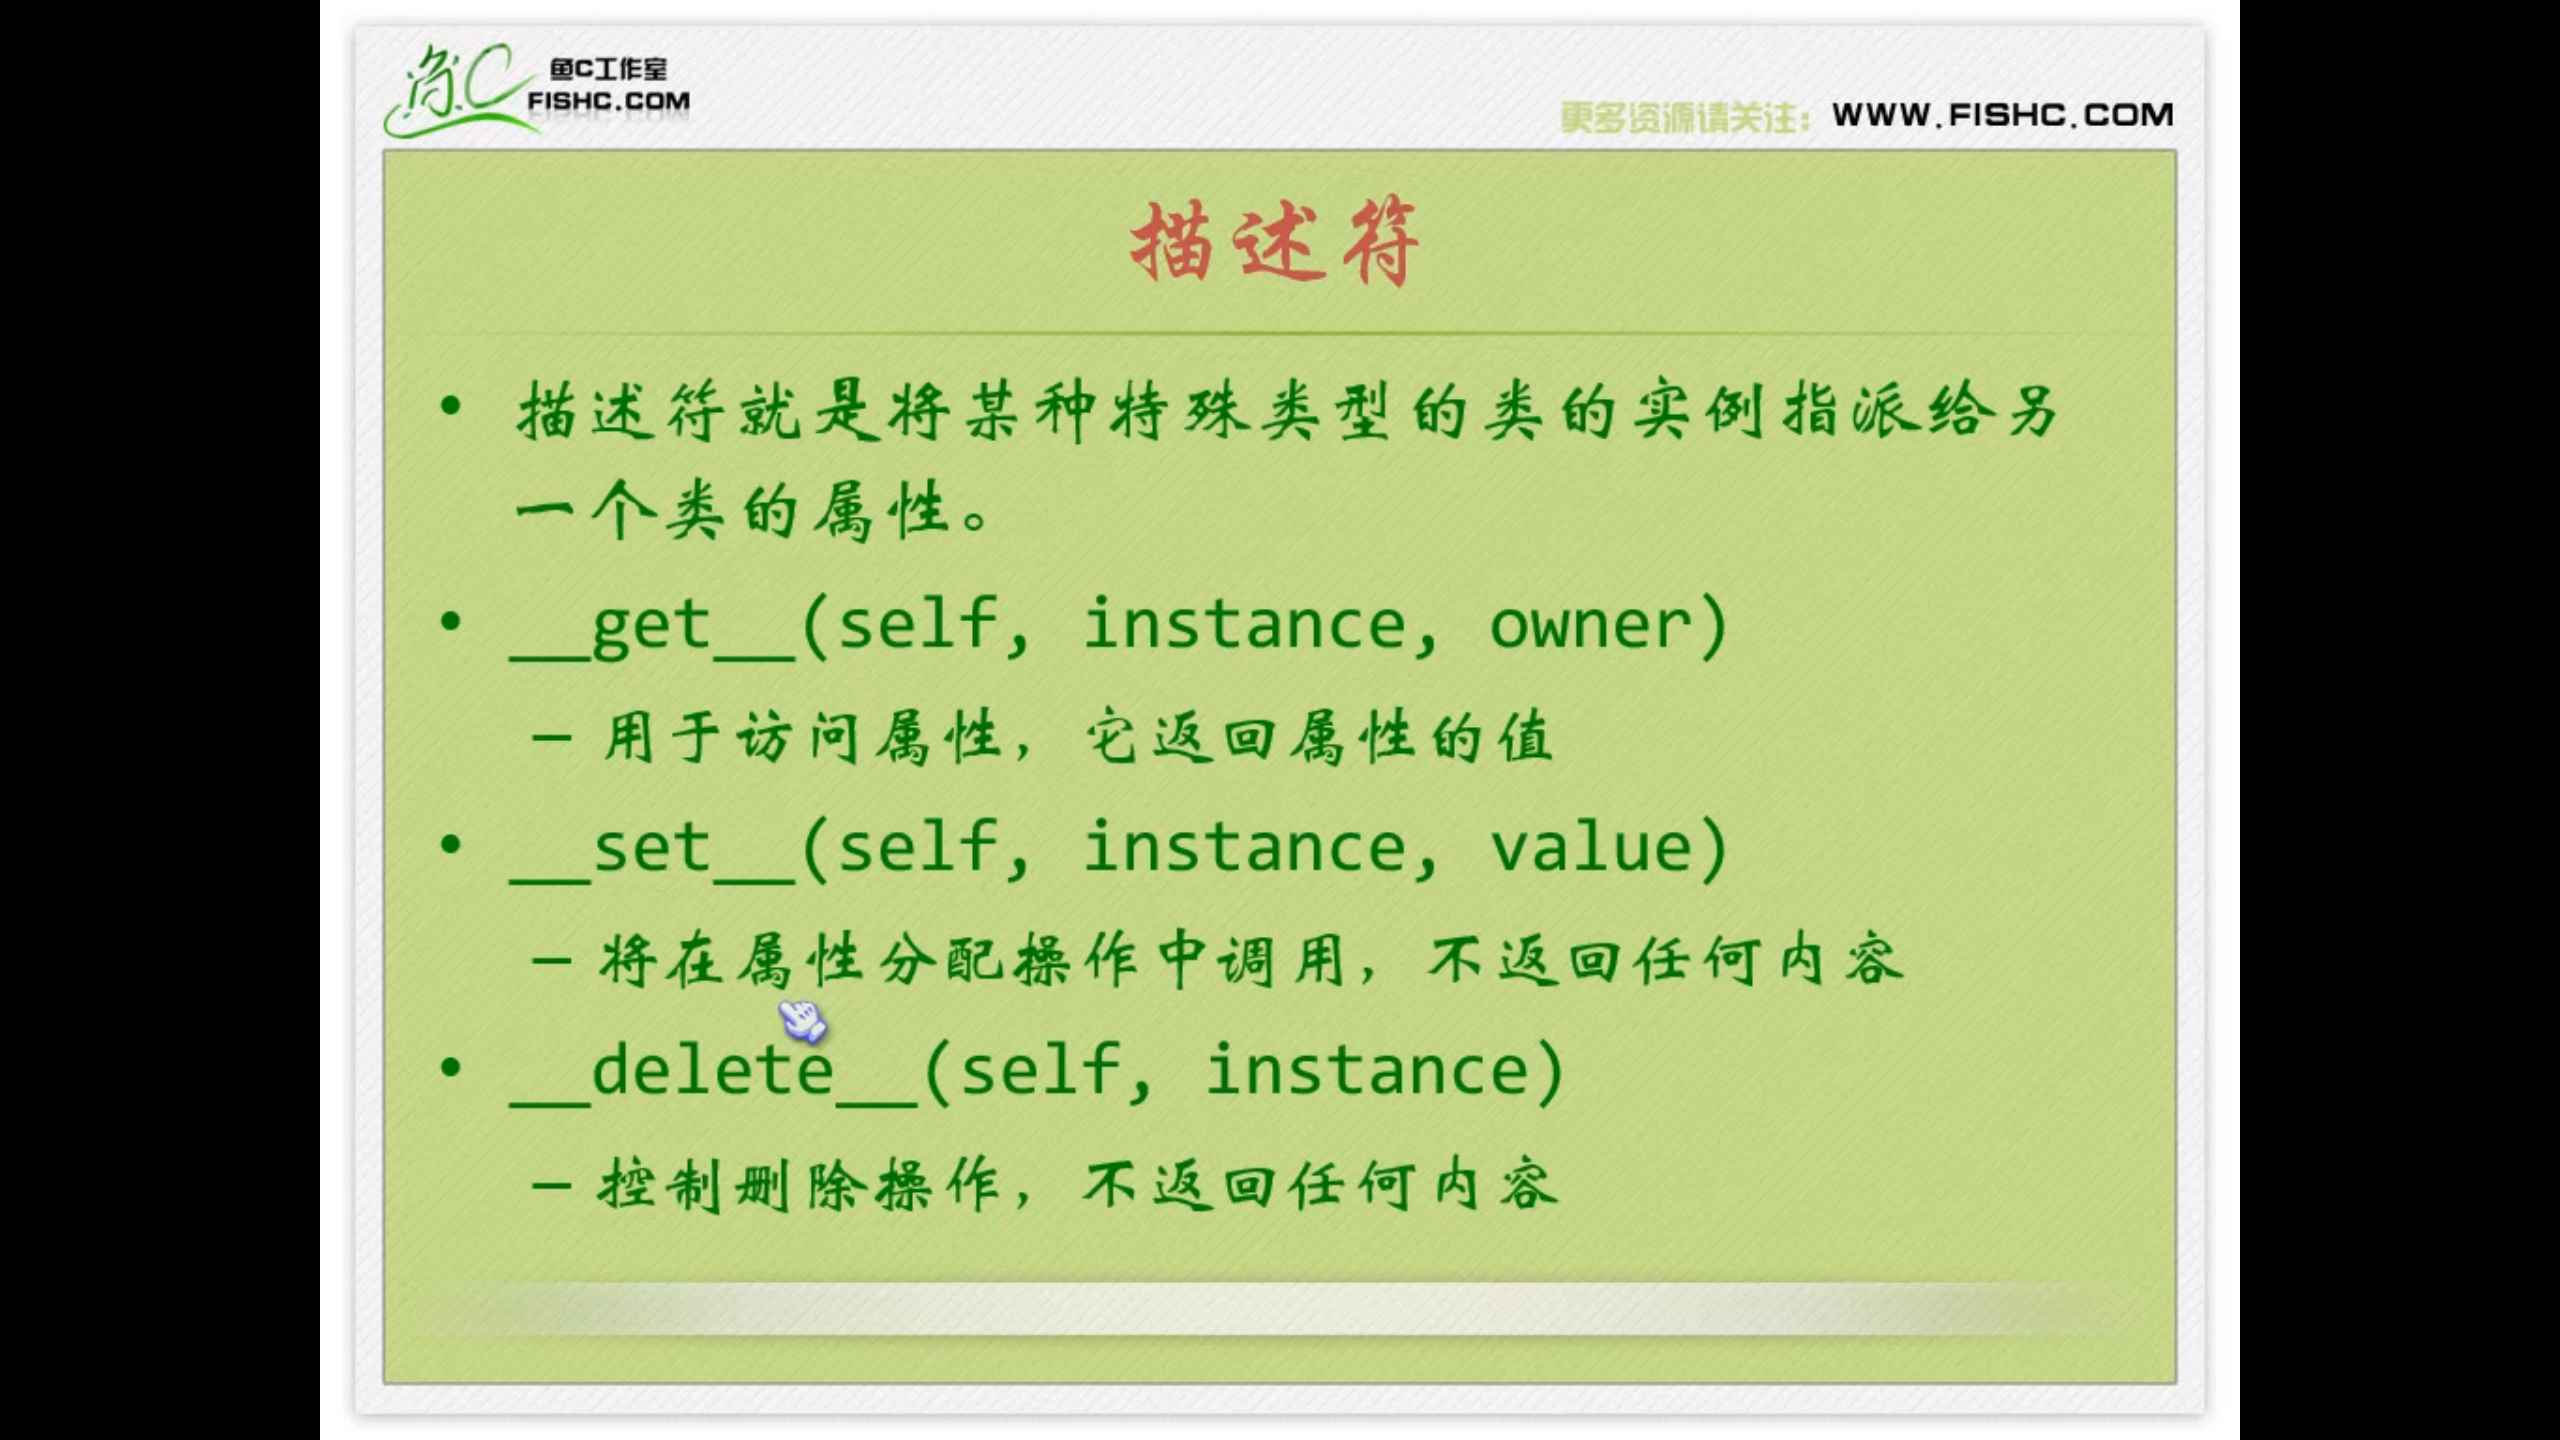 鱼C工作室
FISHC.COM
更多资源请关注：WWW.FISHC.COM
描述符
• 描述符就是将某种特殊类型的类的实例指派给另
一个类的属性。
• __get__(self, instance, owner)
– 用于访问属性，它返回属性的值
• __set__(self, instance, value)
– 将在属性分配操作中调用，不返回任何内容
• __delete__(self, instance)
– 控制删除操作，不返回任何内容